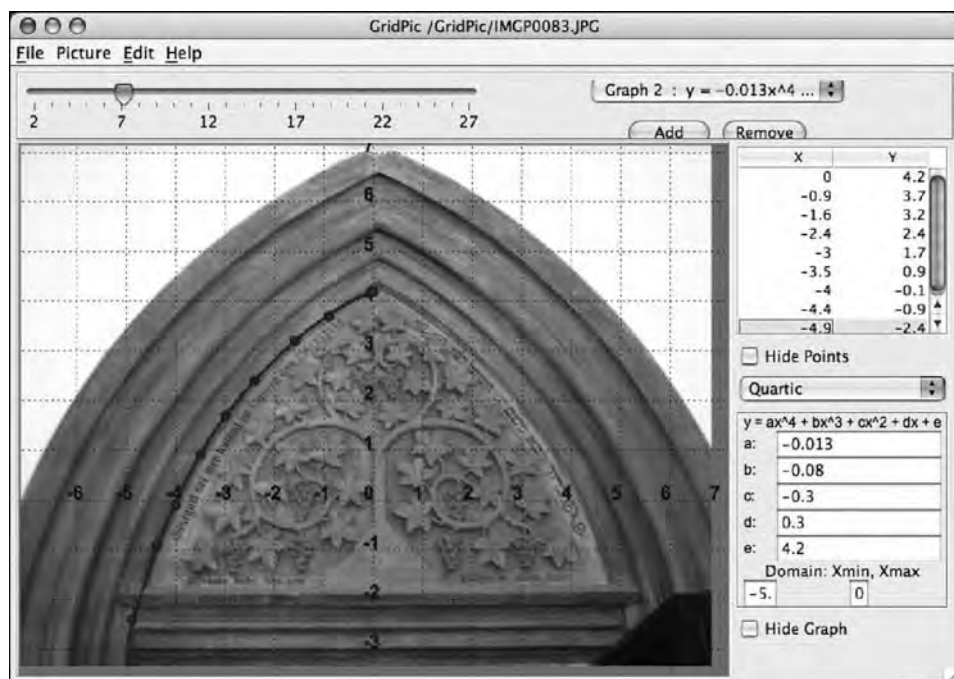 GridPic /GridPic/IMGP0083.JPG
File Picture Edit Help
Graph 2 : y = -0.013x^4 ...
2 7 12 17 22 27
Add Remove
X Y
0 4.2
-0.9 3.7
-1.6 3.2
-2.4 2.4
-3 1.7
-3.5 0.9
-4 -0.1
-4.4 -0.9
-4.9 -2.4
Hide Points
Quartic
y = ax^4 + bx^3 + cx^2 + dx + e
a: -0.013
b: -0.08
c: -0.3
d: 0.3
e: 4.2
Domain: Xmin, Xmax
-5. 0
Hide Graph
7
6
5
4
3
2
1
-6 -5 -4 -3 -2 -1 0 1 2 3 4 5 6 7
-1
-2
-3